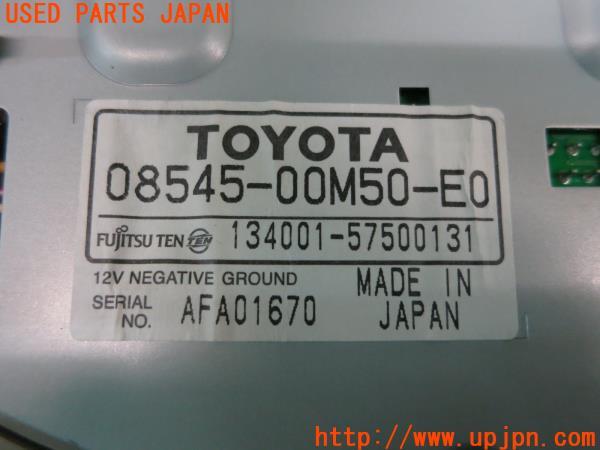 USED PARTS JAPAN
TOYOTA
08545-00M50-E0
FUJITSU TEN TEN 134001-57500131
12V NEGATIVE GROUND MADE IN
SERIAL NO. AFA01670 JAPAN
http://www.upjpn.com